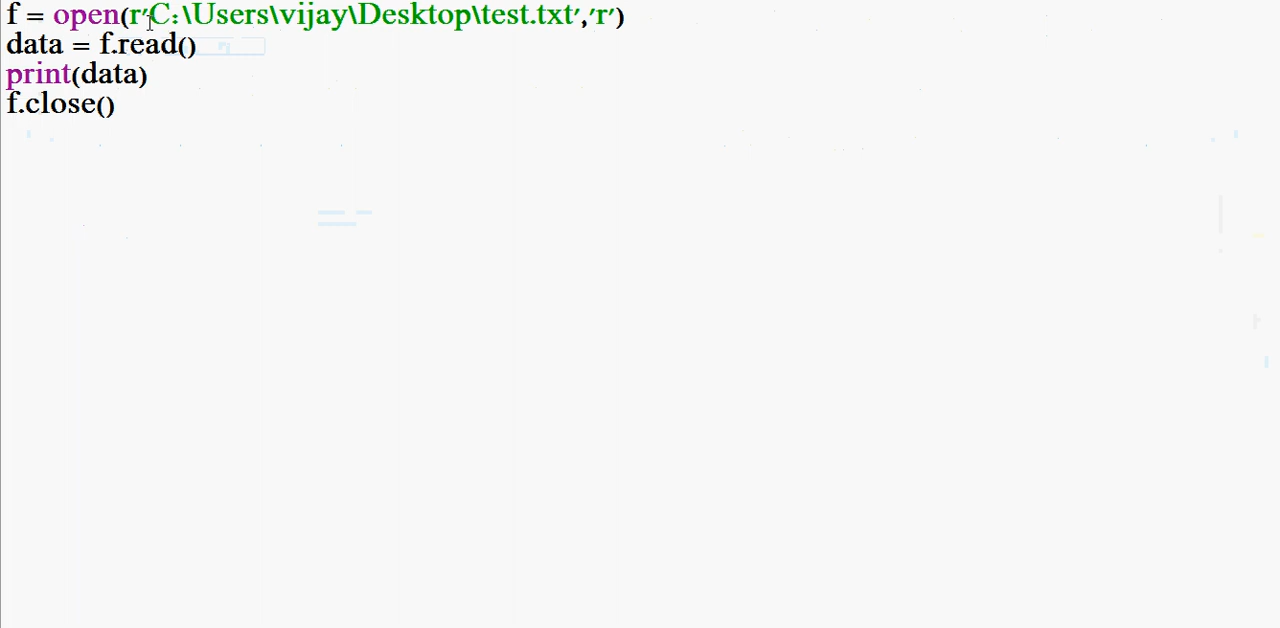 f = open(r'C:\Users\vijay\Desktop\test.txt','r')
data = f.read()
print(data)
f.close()